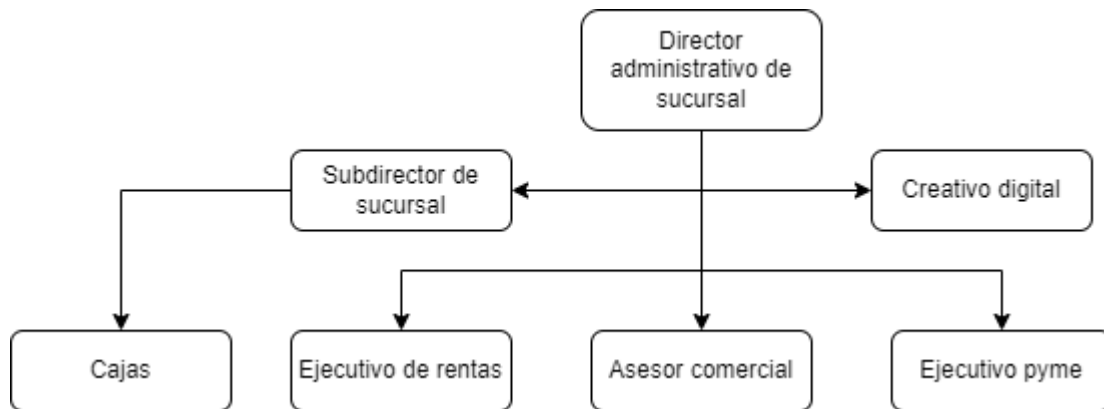 Director
administrativo de
sucursal
Subdirector de
sucursal
Creativo digital
Cajas
Ejecutivo de rentas
Asesor comercial
Ejecutivo pyme